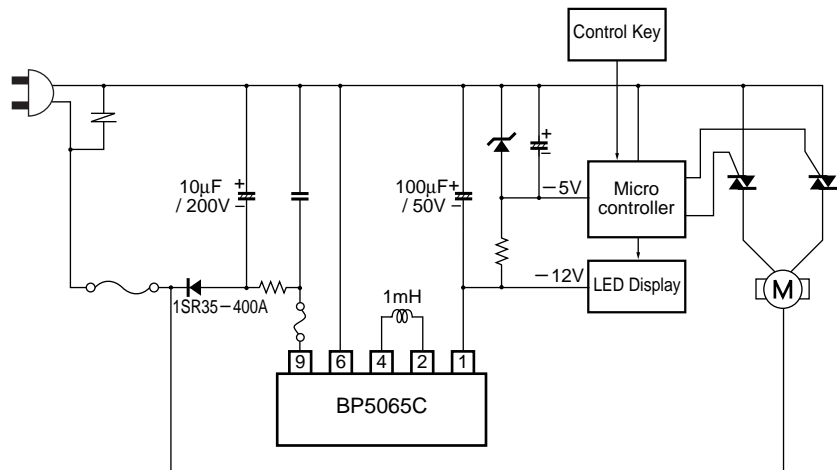 Control Key
10μF
/ 200V
+
−
100μF
/ 50V
+
−
+
−
−5V
Micro
controller
−12V
LED Display
1SR35−400A
1mH
M
9
6
4
2
1
BP5065C